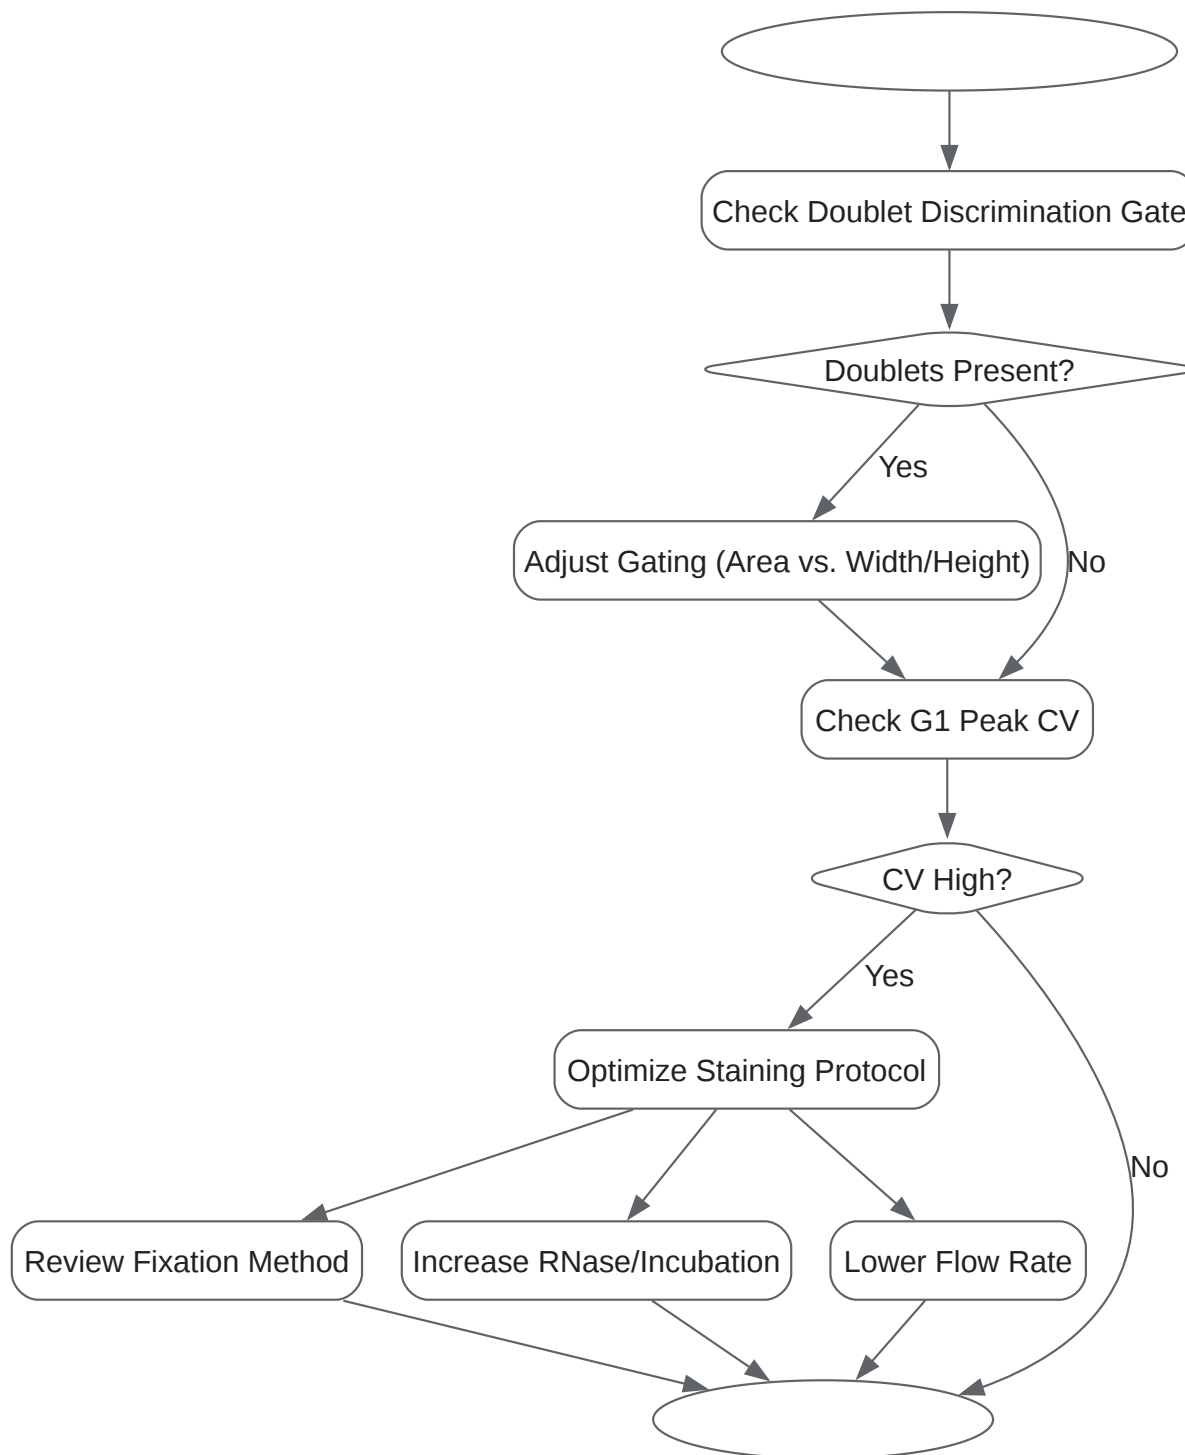 Check Doublet Discrimination Gate
Doublets Present?
Yes
Adjust Gating (Area vs. Width/Height)
No
Check G1 Peak CV
CV High?
Yes
Optimize Staining Protocol
No
Review Fixation Method
Increase RNase/Incubation
Lower Flow Rate